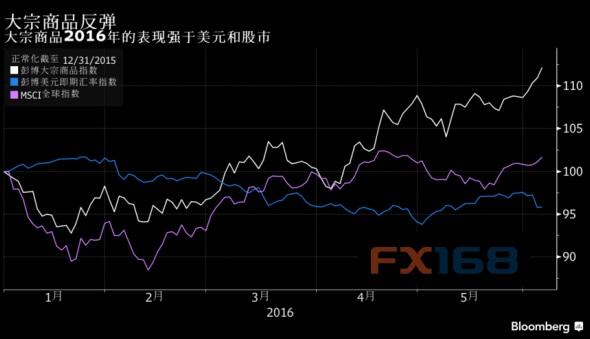 大宗商品反弹
大宗商品2016年的表现强于美元和股市
正常化截至 12/31/2015
彭博大宗商品指数
彭博美元即期汇率指数
MSCI全球指数
110
105
100
95
90
FX168
1月 2月 3月 4月 5月
2016
Bloomberg